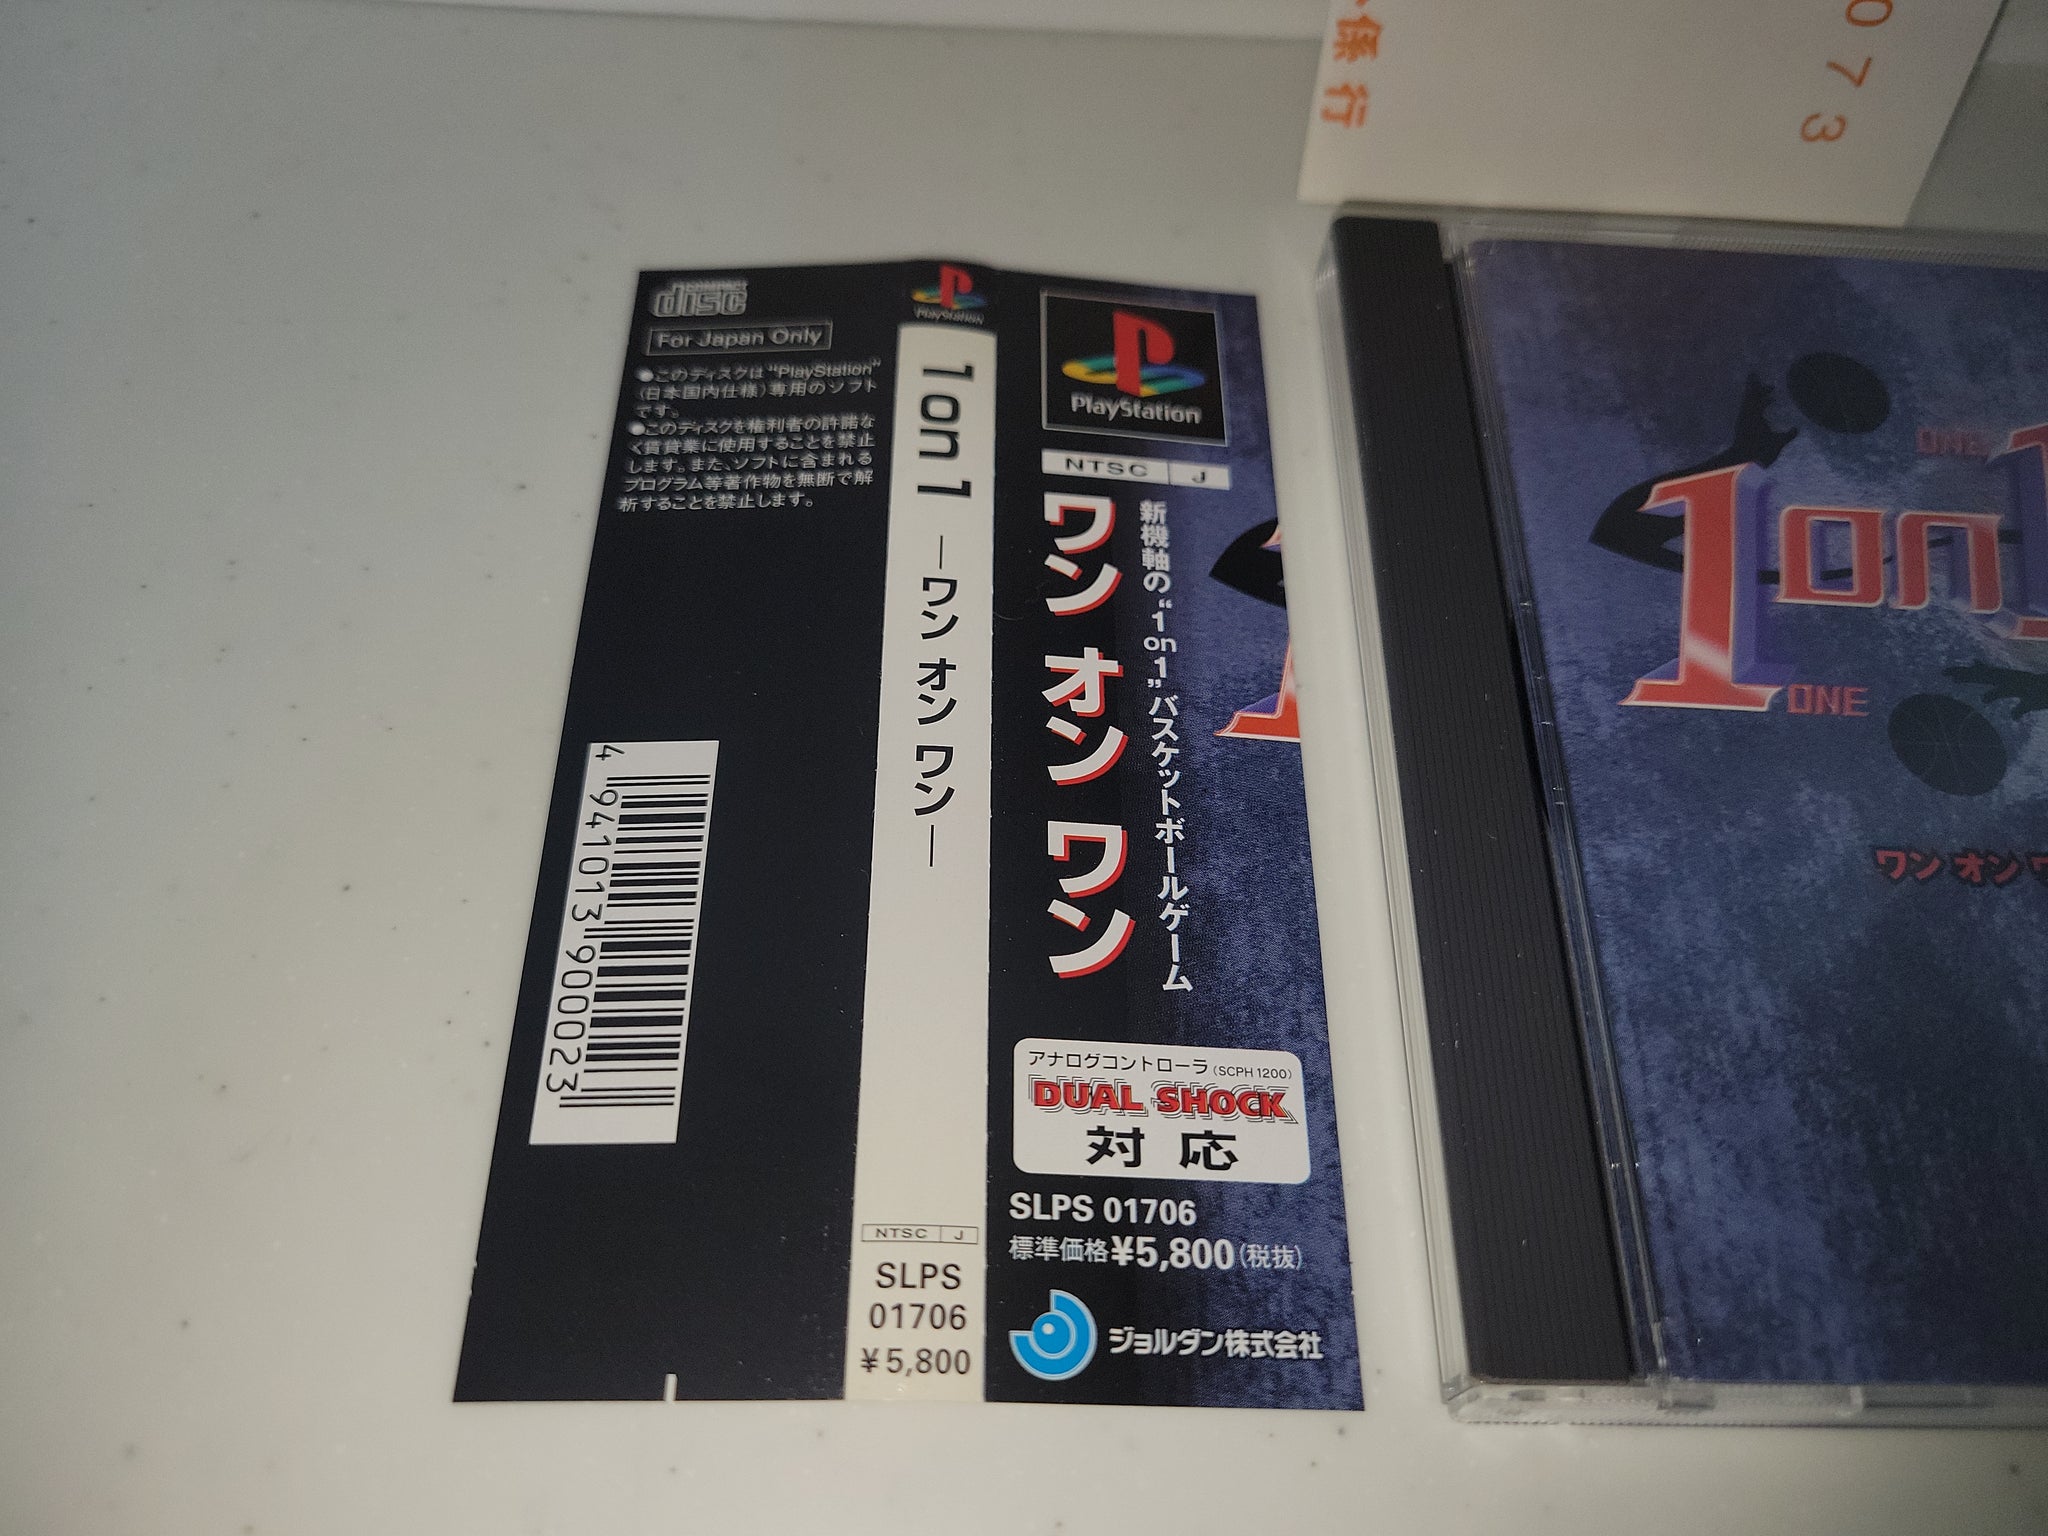 COMPACT
disc
For Japan Only
●このディスクは“PlayStation”
(日本国内仕様)専用のソフト
です。
●このディスクを権利者の許諾な
く賃貸業に使用することを禁止
します。また、ソフトに含まれる
プログラム等著作物を無断で解
析することを禁止します。
4 941013 900023
PlayStation
1 on 1 ―ワン オン ワン―
NTSC J
SLPS
01706
¥5,800
PlayStation
NTSC J
新機軸の“1 on 1”バスケットボールゲーム
ワン オン ワン
アナログコントローラ(SCPH 1200)
DUAL SHOCK
対応
SLPS 01706
標準価格¥5,800(税抜)
ジョルダン株式会社
係行
073
ONE
1 on 1
ONE
ワン オン ワ